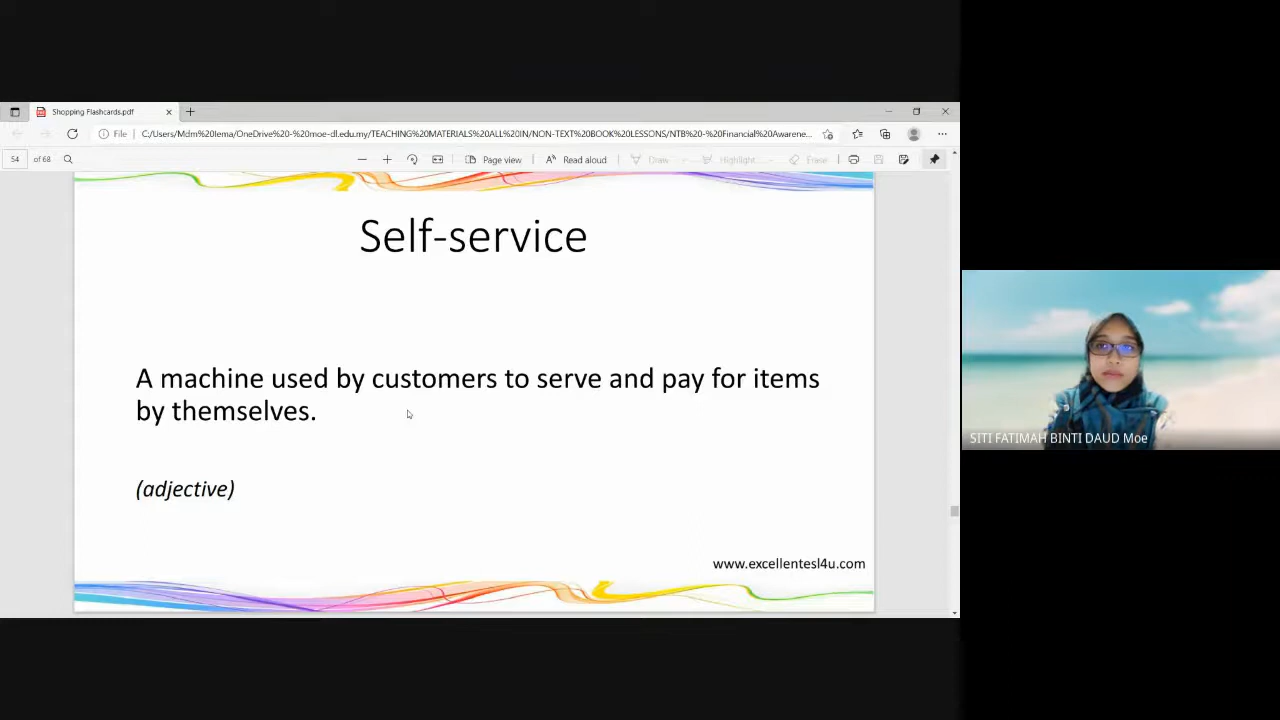 Shopping Flashcards.pdf
File
C:/Users/Mdm%20Iema/OneDrive%20-%20moe-dl.edu.my/TEACHING%20MATERIALS%20ALL%20IN/NON-TEXT%20BOOK%20LESSONS/NTB%20-%20Financial%20Awarene...
54 of 68
Page view
Read aloud
Draw
Highlight
Erase
Self-service
A machine used by customers to serve and pay for items
by themselves.
(adjective)
www.excellentesl4u.com
SITI FATIMAH BINTI DAUD Moe